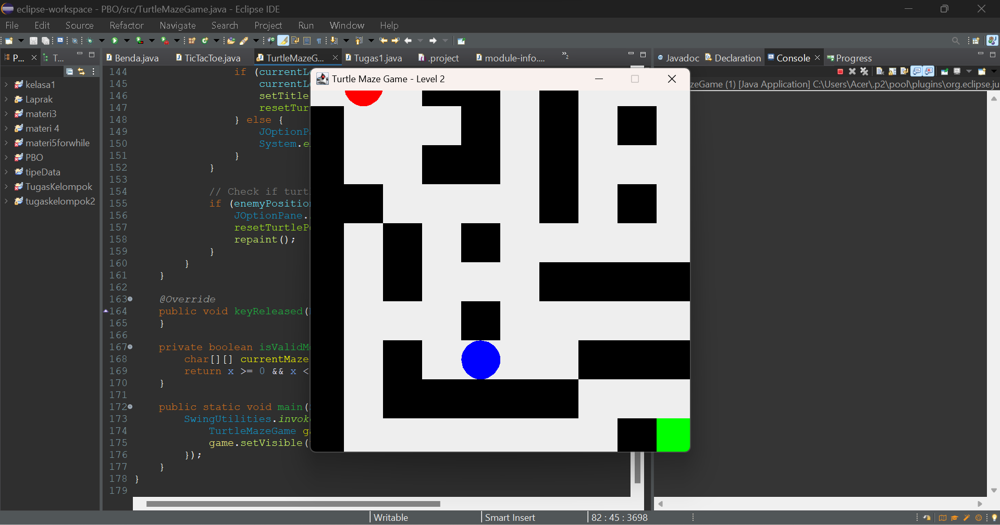 eclipse-workspace - PBO/src/TurtleMazeGame.java - Eclipse IDE
File Edit Source Refactor Navigate Search Project Run Window Help
P... T... Benda.java TicTacToe.java TurtleMazeG... Tugas1.java .project module-info.... »2 Javadoc Declaration Console Progress
zeGame (1) [Java Application] C:\Users\Acer\.p2\pool\plugins\org.eclipse.ju
kelasa1
Laprak
materi3
materi 4
materi5forwhile
PBO
tipeData
TugasKelompok
tugaskelompok2
Turtle Maze Game - Level 2
144 if (currentL
145 currentL
146 setTitle
147 resetTur
148 } else {
149 JOptionP
150 System.e
151 }
152 }
153
154 // Check if turt
155 if (enemyPositio
156 JOptionPane.
157 resetTurtleP
158 repaint();
159 }
160 }
161 }
162
163 @Override
164 public void keyReleased(
165 }
166
167 private boolean isValidM
168 char[][] currentMaze
169 return x >= 0 && x <
170 }
171
172 public static void main(
173 SwingUtilities.invok
174 TurtleMazeGame ga
175 game.setVisible(
176 });
177 }
178 }
179
Writable Smart Insert 82 : 45 : 3698